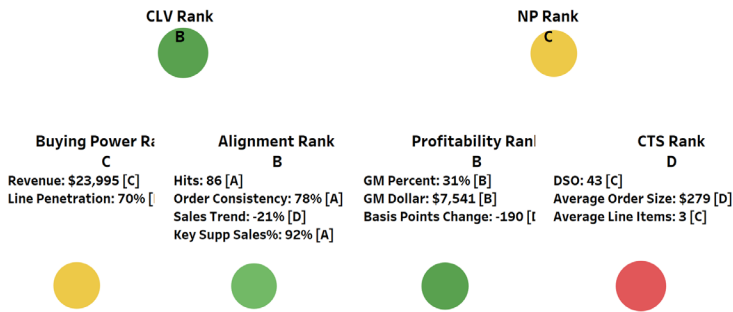 CLV Rank
B
NP Rank
C
Buying Power Ra
C
Revenue: $23,995 [C]
Line Penetration: 70% [
Alignment Rank
B
Hits: 86 [A]
Order Consistency: 78% [A]
Sales Trend: -21% [D]
Key Supp Sales%: 92% [A]
Profitability Ran
B
GM Percent: 31% [B]
GM Dollar: $7,541 [B]
Basis Points Change: -190 [
CTS Rank
D
DSO: 43 [C]
Average Order Size: $279 [D]
Average Line Items: 3 [C]